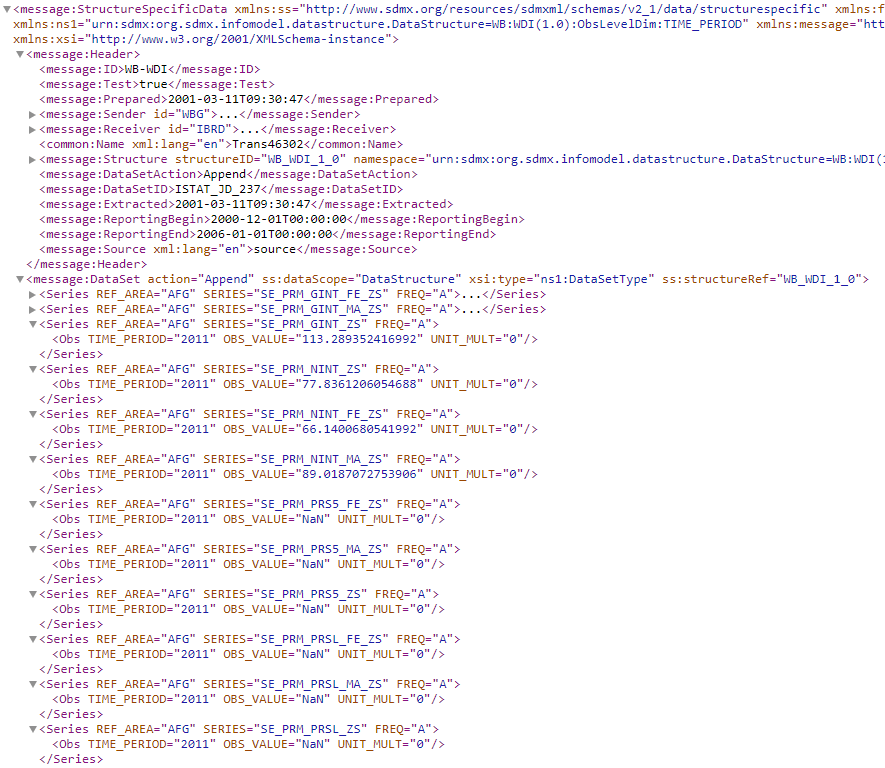 ▼<message:StructureSpecificData xmlns:ss="http://www.sdmx.org/resources/sdmxml/schemas/v2_1/data/structurespecific" xmlns:f
xmlns:ns1="urn:sdmx:org.sdmx.infomodel.datastructure.DataStructure=WB:WDI(1.0):ObsLevelDim:TIME_PERIOD" xmlns:message="htt
xmlns:xsi="http://www.w3.org/2001/XMLSchema-instance">
▼<message:Header>
<message:ID>WB-WDI</message:ID>
<message:Test>true</message:Test>
<message:Prepared>2001-03-11T09:30:47</message:Prepared>
▶<message:Sender id="WBG">...</message:Sender>
▶<message:Receiver id="IBRD">...</message:Receiver>
<common:Name xml:lang="en">Trans46302</common:Name>
▶<message:Structure structureID="WB_WDI_1_0" namespace="urn:sdmx:org.sdmx.infomodel.datastructure.DataStructure=WB:WDI(1
<message:DataSetAction>Append</message:DataSetAction>
<message:DataSetID>ISTAT_JD_237</message:DataSetID>
<message:Extracted>2001-03-11T09:30:47</message:Extracted>
<message:ReportingBegin>2000-12-01T00:00:00</message:ReportingBegin>
<message:ReportingEnd>2006-01-01T00:00:00</message:ReportingEnd>
<message:Source xml:lang="en">source</message:Source>
</message:Header>
▼<message:DataSet action="Append" ss:dataScope="DataStructure" xsi:type="ns1:DataSetType" ss:structureRef="WB_WDI_1_0">
▶<Series REF_AREA="AFG" SERIES="SE_PRM_GINT_FE_ZS" FREQ="A">...</Series>
▶<Series REF_AREA="AFG" SERIES="SE_PRM_GINT_MA_ZS" FREQ="A">...</Series>
▼<Series REF_AREA="AFG" SERIES="SE_PRM_GINT_ZS" FREQ="A">
<Obs TIME_PERIOD="2011" OBS_VALUE="113.289352416992" UNIT_MULT="0"/>
</Series>
▼<Series REF_AREA="AFG" SERIES="SE_PRM_NINT_ZS" FREQ="A">
<Obs TIME_PERIOD="2011" OBS_VALUE="77.8361206054688" UNIT_MULT="0"/>
</Series>
▼<Series REF_AREA="AFG" SERIES="SE_PRM_NINT_FE_ZS" FREQ="A">
<Obs TIME_PERIOD="2011" OBS_VALUE="66.1400680541992" UNIT_MULT="0"/>
</Series>
▼<Series REF_AREA="AFG" SERIES="SE_PRM_NINT_MA_ZS" FREQ="A">
<Obs TIME_PERIOD="2011" OBS_VALUE="89.0187072753906" UNIT_MULT="0"/>
</Series>
▼<Series REF_AREA="AFG" SERIES="SE_PRM_PRS5_FE_ZS" FREQ="A">
<Obs TIME_PERIOD="2011" OBS_VALUE="NaN" UNIT_MULT="0"/>
</Series>
▼<Series REF_AREA="AFG" SERIES="SE_PRM_PRS5_MA_ZS" FREQ="A">
<Obs TIME_PERIOD="2011" OBS_VALUE="NaN" UNIT_MULT="0"/>
</Series>
▼<Series REF_AREA="AFG" SERIES="SE_PRM_PRS5_ZS" FREQ="A">
<Obs TIME_PERIOD="2011" OBS_VALUE="NaN" UNIT_MULT="0"/>
</Series>
▼<Series REF_AREA="AFG" SERIES="SE_PRM_PRSL_FE_ZS" FREQ="A">
<Obs TIME_PERIOD="2011" OBS_VALUE="NaN" UNIT_MULT="0"/>
</Series>
▼<Series REF_AREA="AFG" SERIES="SE_PRM_PRSL_MA_ZS" FREQ="A">
<Obs TIME_PERIOD="2011" OBS_VALUE="NaN" UNIT_MULT="0"/>
</Series>
▼<Series REF_AREA="AFG" SERIES="SE_PRM_PRSL_ZS" FREQ="A">
<Obs TIME_PERIOD="2011" OBS_VALUE="NaN" UNIT_MULT="0"/>
</Series>